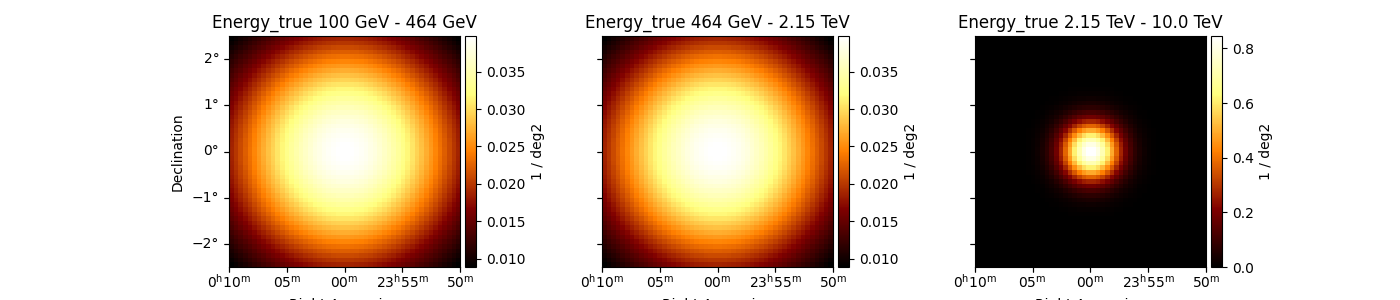 Energy_true 100 GeV - 464 GeV
Energy_true 464 GeV - 2.15 TeV
Energy_true 2.15 TeV - 10.0 TeV
Declination
2°
1°
0°
−1°
−2°
0ʰ10ᵐ 05ᵐ 00ᵐ 23ʰ55ᵐ 50ᵐ
0.035
0.030
0.025
0.020
0.015
0.010
1 / deg2
0ʰ10ᵐ 05ᵐ 00ᵐ 23ʰ55ᵐ 50ᵐ
0.035
0.030
0.025
0.020
0.015
0.010
1 / deg2
0ʰ10ᵐ 05ᵐ 00ᵐ 23ʰ55ᵐ 50ᵐ
0.8
0.6
0.4
0.2
0.0
1 / deg2